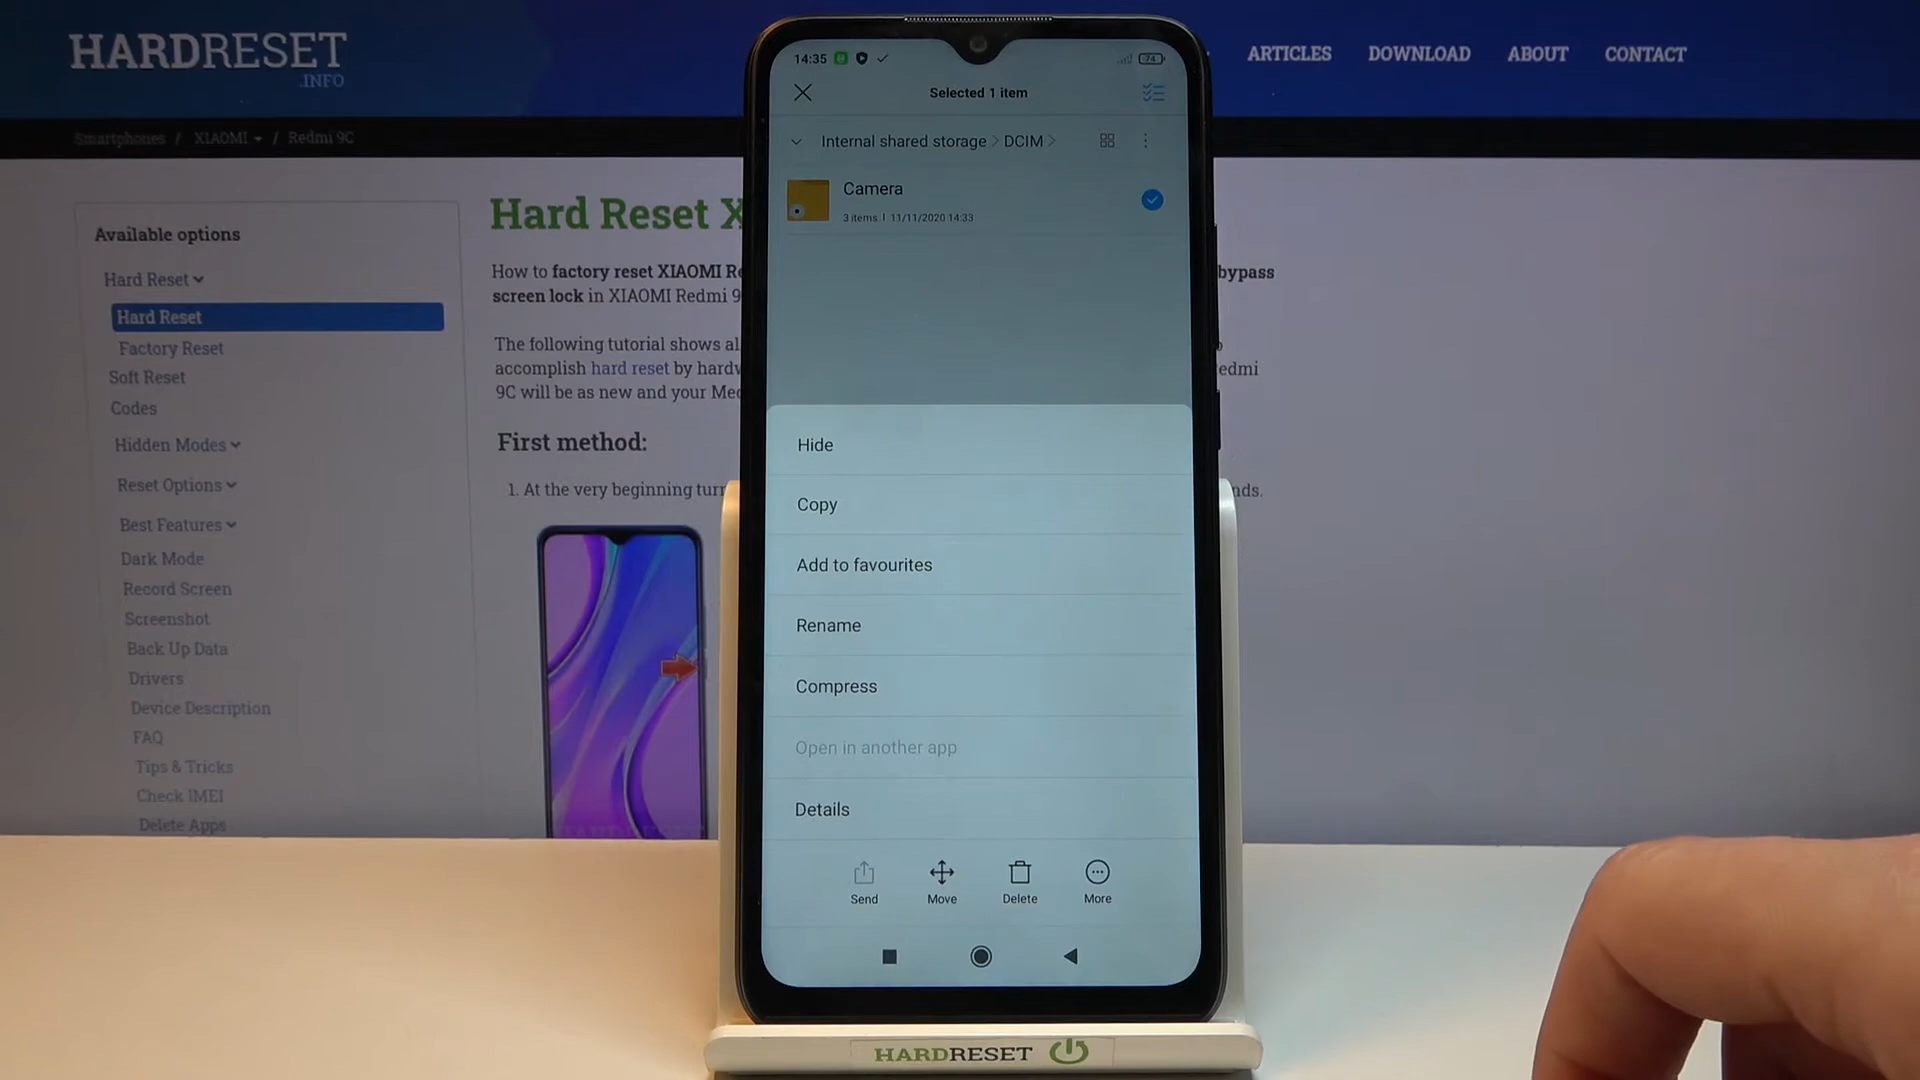 HARDRESET
.INFO
ARTICLES DOWNLOAD ABOUT CONTACT
Smartphones / XIAOMI / Redmi 9C
Available options
Hard Reset
Hard Reset
Factory Reset
Soft Reset
Codes
Hidden Modes
Reset Options
Best Features
Dark Mode
Record Screen
Screenshot
Back Up Data
Drivers
Device Description
FAQ
Tips & Tricks
Check IMEI
Delete Apps
Hard Reset X
How to factory reset XIAOMI Re bypass
screen lock in XIAOMI Redmi 9
The following tutorial shows al
accomplish hard reset by hardw edmi
9C will be as new and your Med
First method:
1. At the very beginning turn nds.
14:35 74
Selected 1 item
Internal shared storage > DCIM >
Camera
3 items | 11/11/2020 14:33
Hide
Copy
Add to favourites
Rename
Compress
Open in another app
Details
Send Move Delete More
HARDRESET